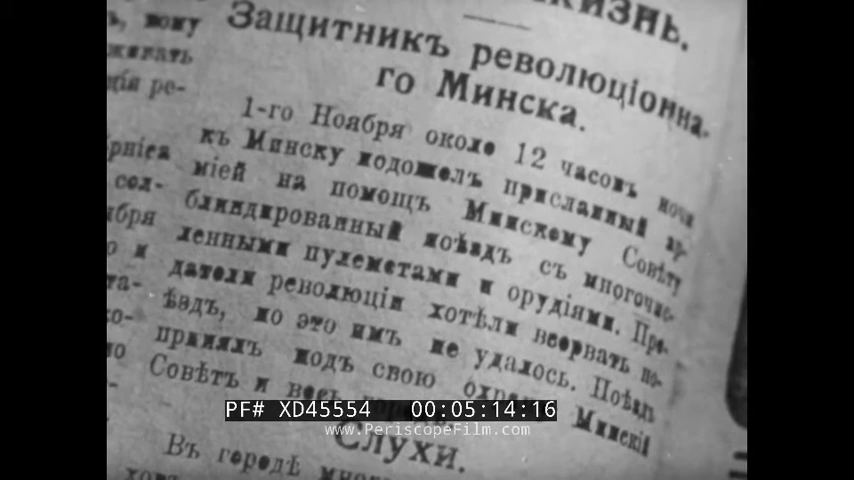 жизнь.
Защитникъ революціонна-
го Минска.
1-го Ноября около 12 часовъ ночи
къ Минску подошелъ присланный ар-
міей на помощь Минскому Совѣту
блиндированный поѣздъ съ многочис-
ленными пулеметами и орудіями. Пре-
датели революціи хотѣли взорвать по-
ѣздъ, но это имъ не удалось. Поѣздъ
принялъ подъ свою охрану Минскій
Совѣтъ и весь
Слухи.
Въ городѣ
PF# XD45554 00:05:14:16
www.PeriscopeFilm.com